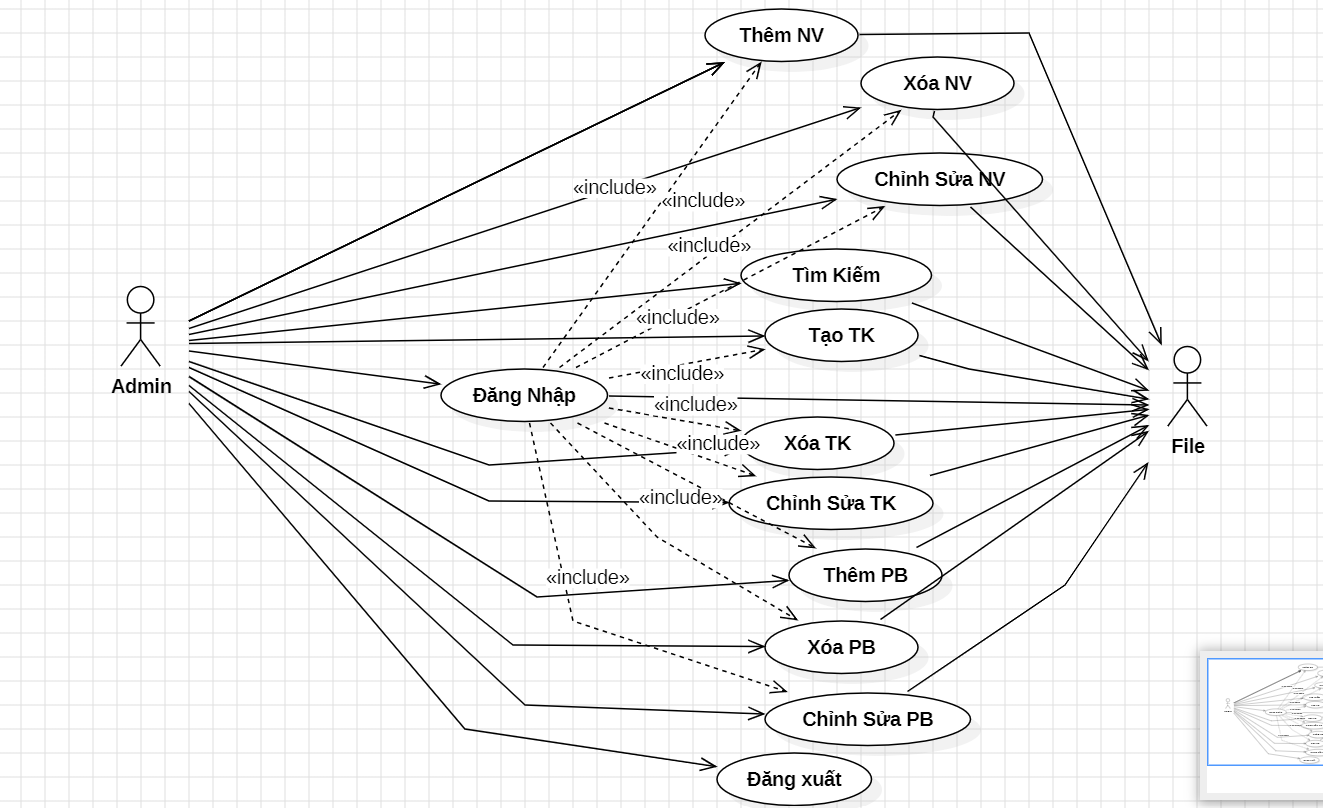 Thêm NV
Xóa NV
Chỉnh Sửa NV
«include»
«include»
«include»
Tìm Kiếm
«include»
Tạo TK
«include»
Admin
Đăng Nhập
«include»
Xóa TK
«include»
File
«include»
Chỉnh Sửa TK
«include»
Thêm PB
Xóa PB
Chỉnh Sửa PB
Đăng xuất